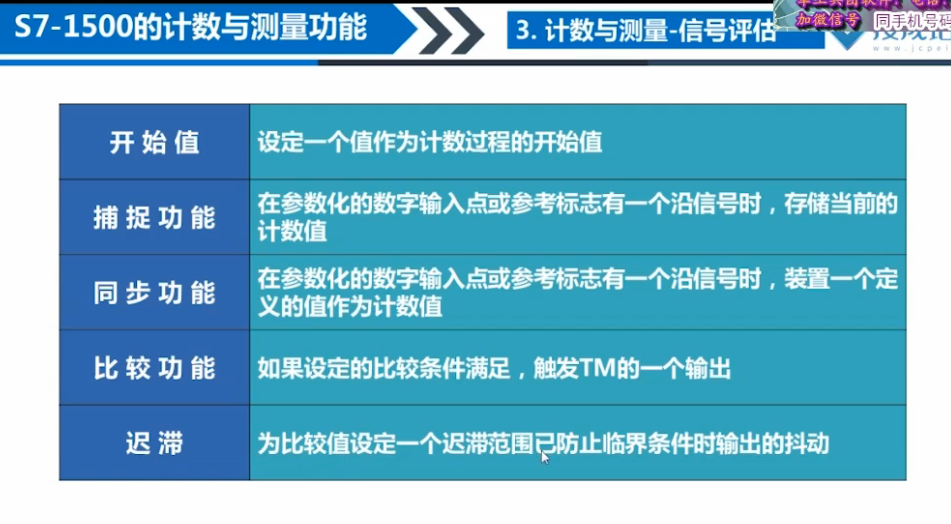 S7-1500的计数与测量功能
3. 计数与测量-信号评估
加微信号
同手机号码
开始值
设定一个值作为计数过程的开始值
捕捉功能
在参数化的数字输入点或参考标志有一个沿信号时，存储当前的
计数值
同步功能
在参数化的数字输入点或参考标志有一个沿信号时，装置一个定
义的值作为计数值
比较功能
如果设定的比较条件满足，触发TM的一个输出
迟滞
为比较值设定一个迟滞范围已防止临界条件时输出的抖动